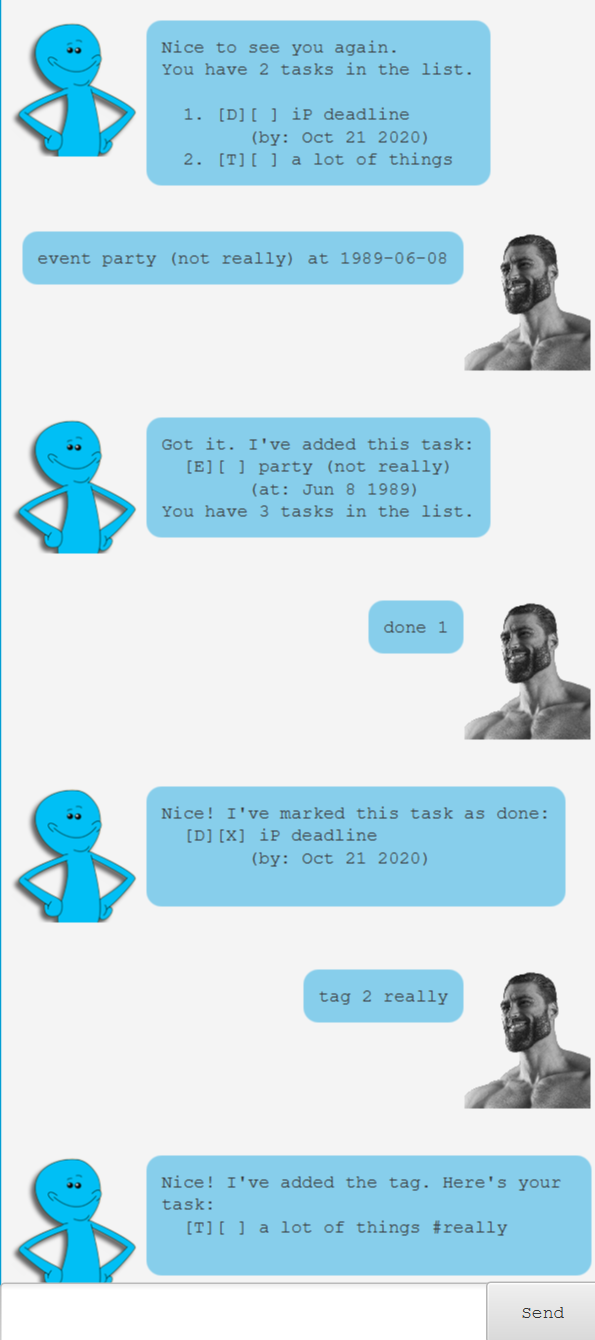 Nice to see you again.
You have 2 tasks in the list.
1. [D][ ] iP deadline
(by: Oct 21 2020)
2. [T][ ] a lot of things
event party (not really) at 1989-06-08
Got it. I've added this task:
[E][ ] party (not really)
(at: Jun 8 1989)
You have 3 tasks in the list.
done 1
Nice! I've marked this task as done:
[D][X] iP deadline
(by: Oct 21 2020)
tag 2 really
Nice! I've added the tag. Here's your
task:
[T][ ] a lot of things #really
Send